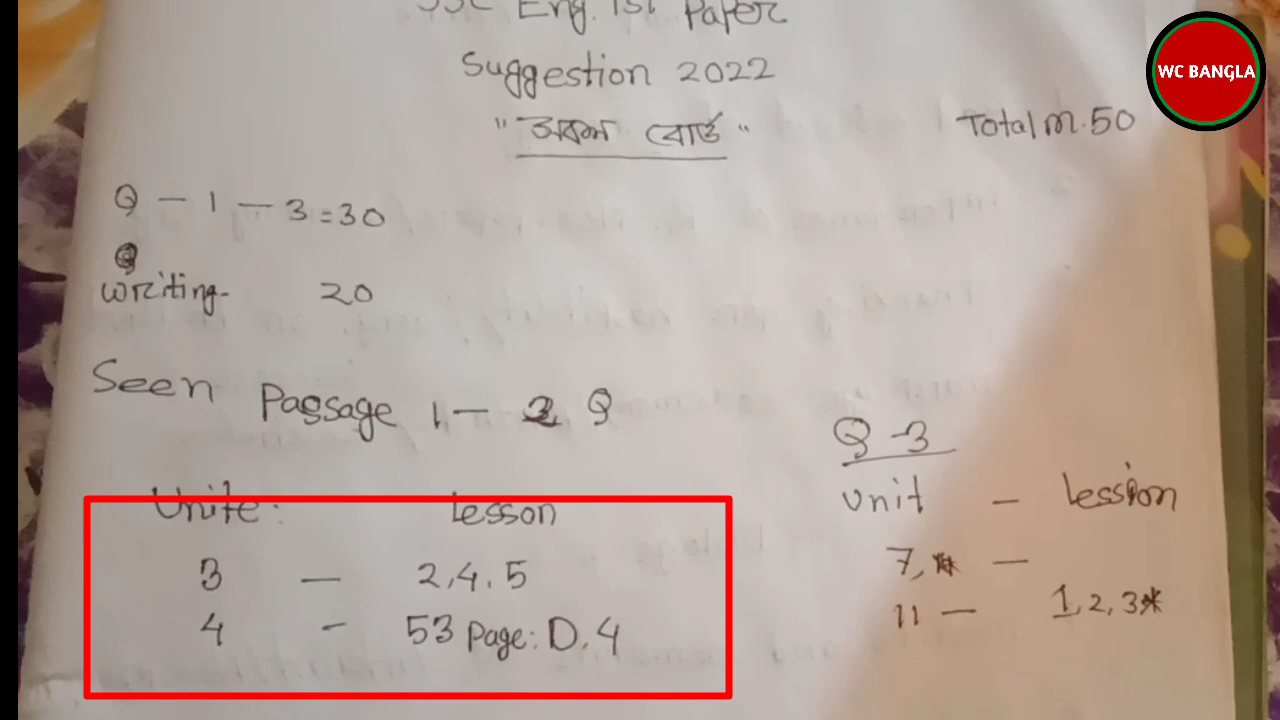 SSC Eng. 1st Paper
WC BANGLA
Suggestion 2022
"সকল বোর্ড"
Total m. 50
Q - 1 - 3 = 30
Writing - 20
Seen Passage 1 - 2 Q
Unite: Lesson
3 - 2, 4, 5
4 - 53 Page: D, 4
Q - 3
Unit - Lession
7, ** -
11 - 1, 2, 3*